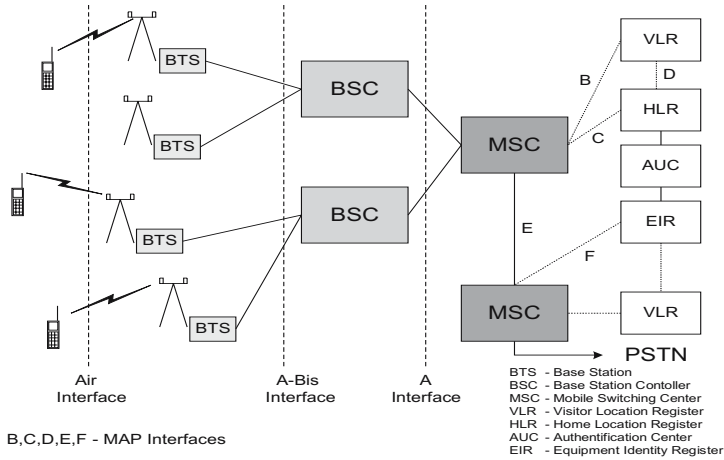 BTS
BTS
BTS
BTS
BSC
BSC
MSC
MSC
VLR
HLR
AUC
EIR
VLR
B
D
C
E
F
PSTN
Air
Interface
A-Bis
Interface
A
Interface
BTS - Base Station
BSC - Base Station Contoller
MSC - Mobile Switching Center
VLR - Visitor Location Register
HLR - Home Location Register
AUC - Authentification Center
EIR - Equipment Identity Register
B,C,D,E,F - MAP Interfaces